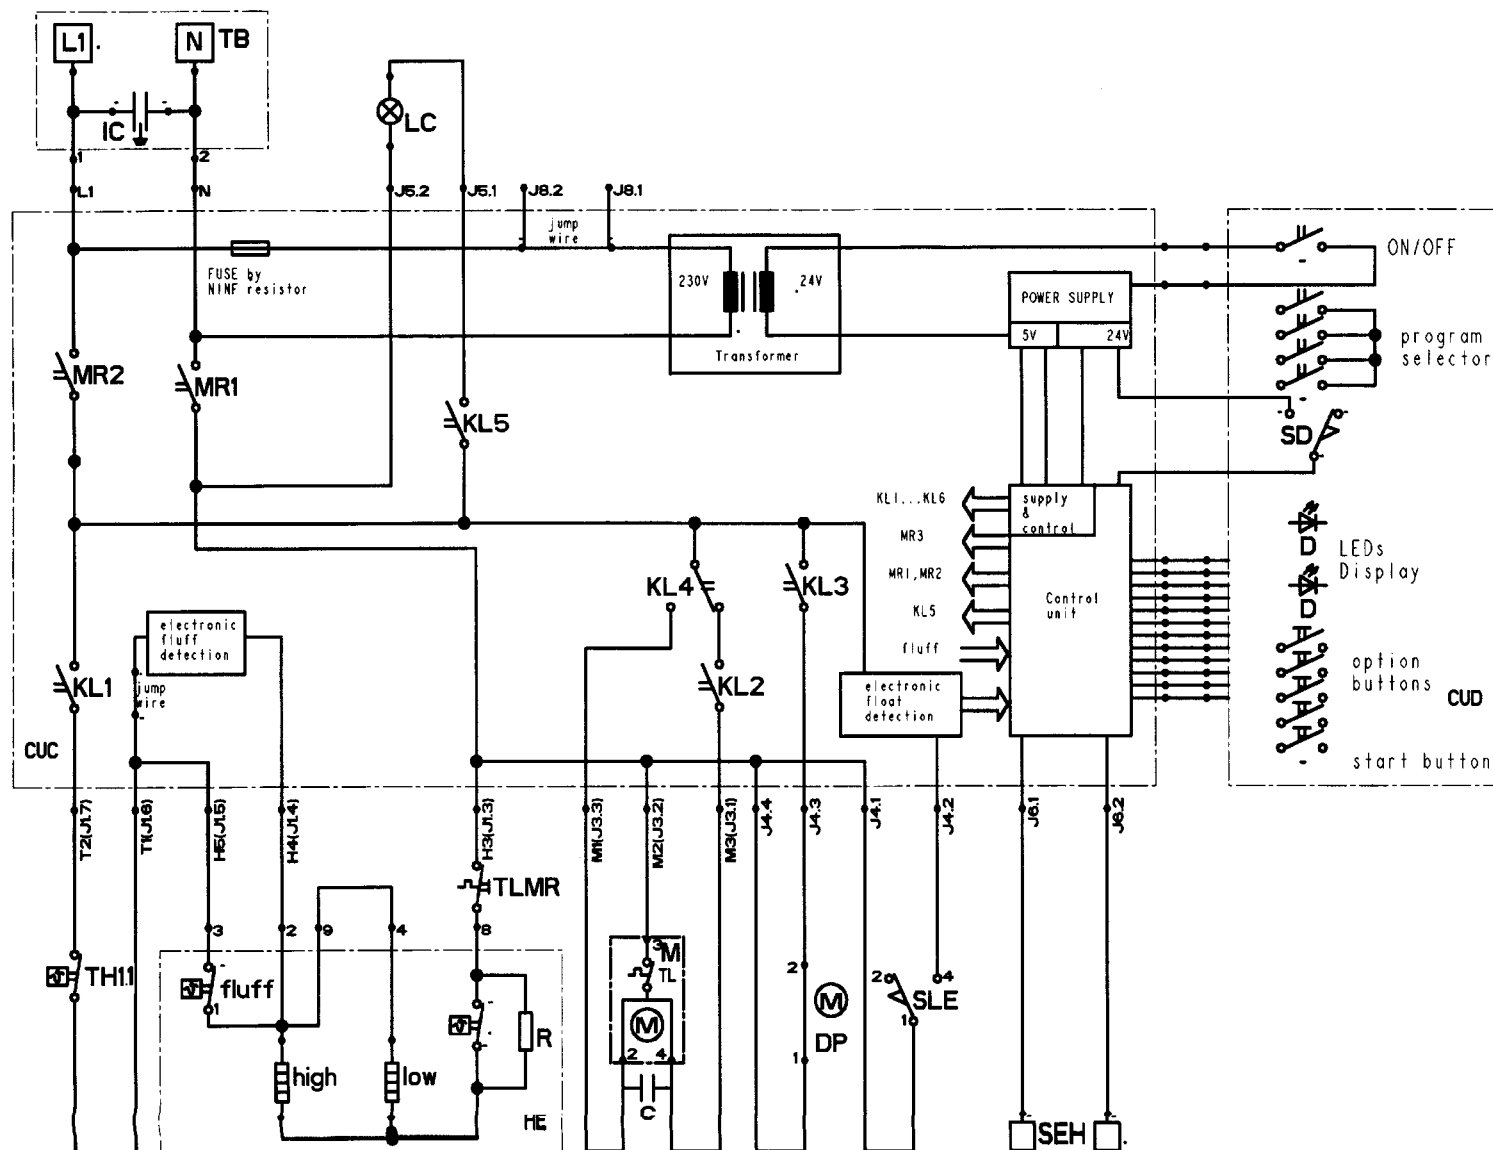 L1 N TB
IC
LC
1 2
L1 N J5.2 J5.1 J8.2 J8.1
jump
wire
FUSE by
NINF resistor
230V 24V
Transformer
POWER SUPPLY
5V 24V
ON/OFF
program
selector
MR2 MR1 KL5
SD
KL1...KL6
MR3
MR1,MR2
KL5
fluff
supply
&
control
Control
unit
D
LEDs
Display
D
KL4 KL3
KL2
electronic
fluff
detection
jump
wire
KL1
electronic
float
detection
option
buttons
CUD
start button
CUC
T2(J1.7)
T1(J1.6)
H5(J1.5)
H4(J1.4)
H3(J1.3)
M1(J3.3)
M2(J3.2)
M3(J3.1)
J4.4
J4.3
J4.1
J4.2
J6.1
J6.2
TLMR
3 2 9 4 8
TH1.1
fluff
1
3 M
TL
M
2 4
C
2
M
DP
1
2 4
SLE
1
R
high low
HE
SEH